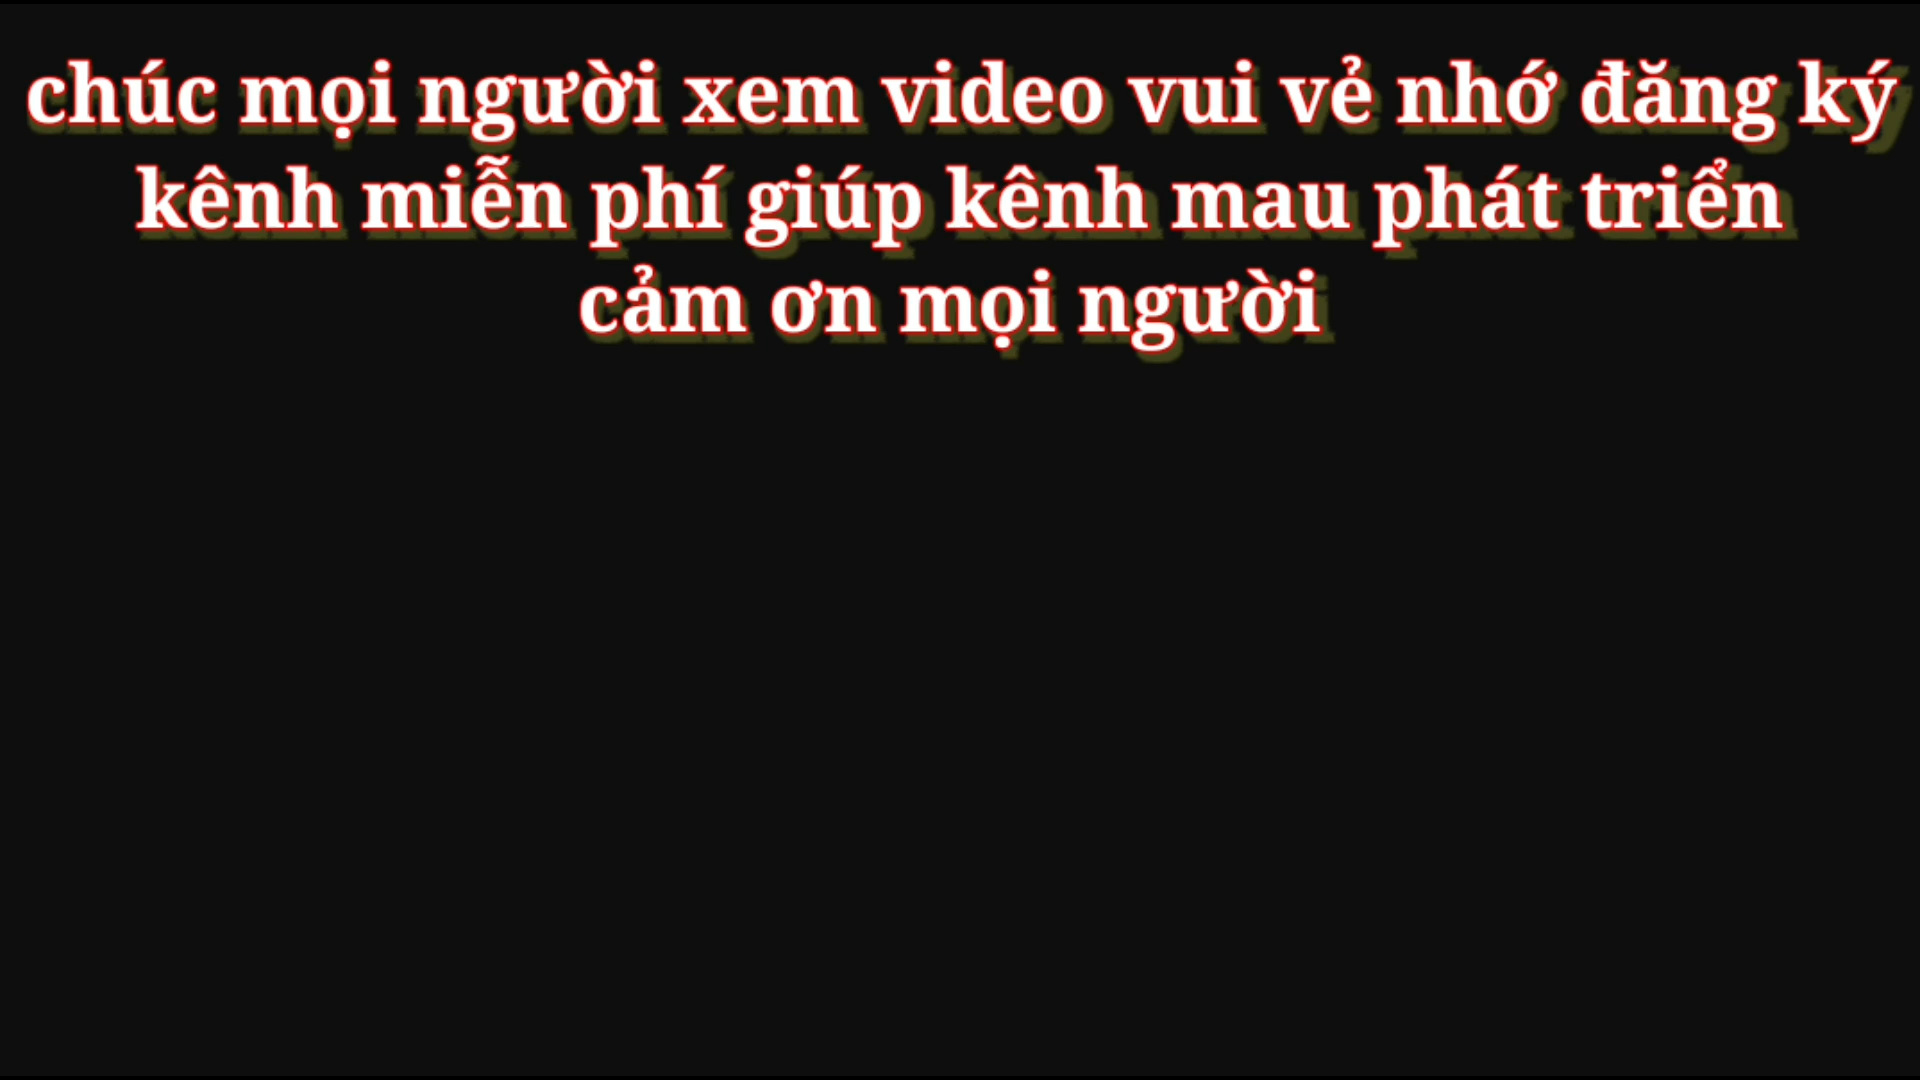 chúc mọi người xem video vui vẻ nhớ đăng ký
kênh miễn phí giúp kênh mau phát triển
cảm ơn mọi người